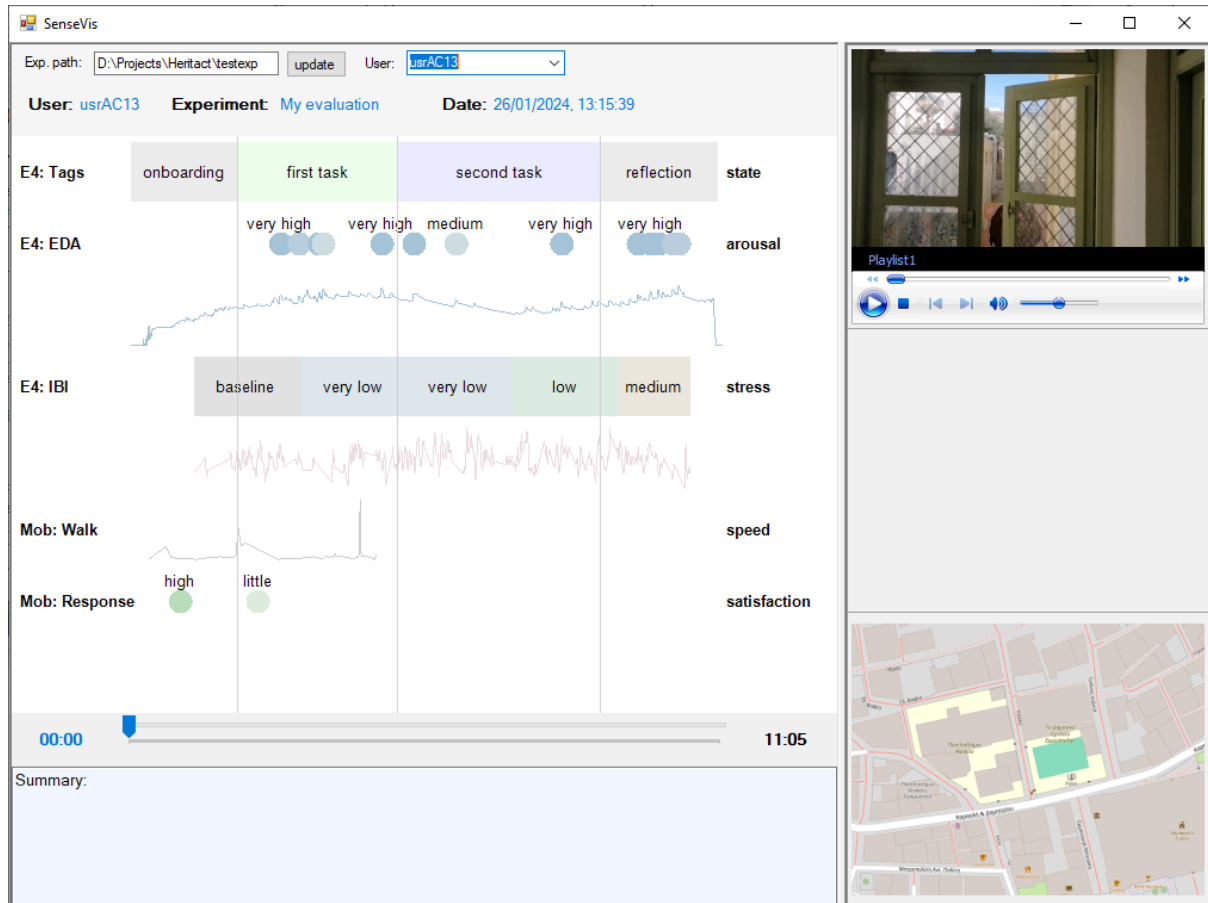 SenseVis
Exp. path: D:\Projects\Heritact\testexp update User: usrAC13
User: usrAC13 Experiment: My evaluation Date: 26/01/2024, 13:15:39
E4: Tags onboarding first task second task reflection state
very high very high medium very high very high
E4: EDA arousal
E4: IBI baseline very low very low low medium stress
Mob: Walk speed
high little
Mob: Response satisfaction
00:00 11:05
Summary:
Playlist1